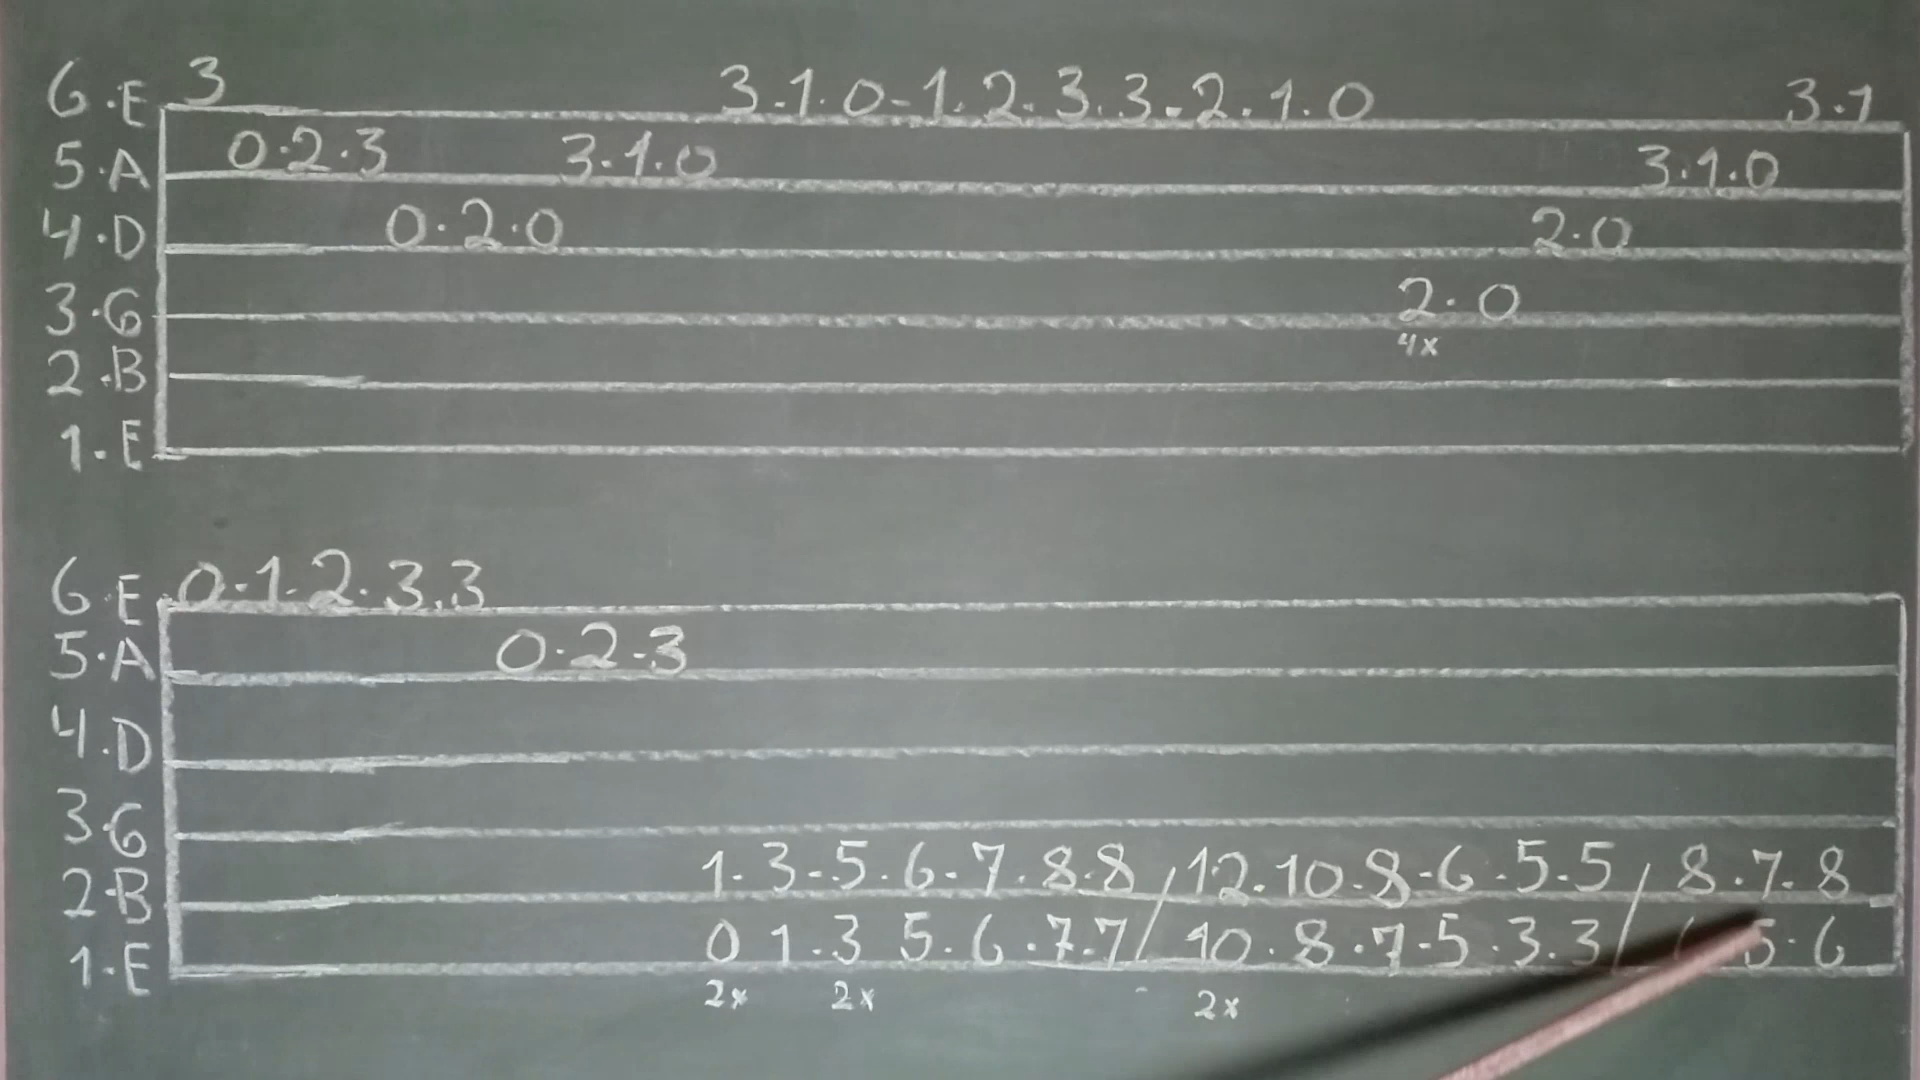 6.E 3 3-1.0-1.2.3.3.2.1.0 3.1
5.A 0.2.3 3.1.0 3.1.0
4.D 0.2.0 2.0
3.G 2.0
4x
2.B
1.E
6.E 0.1.2.3.3
5.A 0.2.3
4.D
3.G
2.B 1.3.5.6.7.8.8/12.10.8.6.5.5/8.7.8
1.E 0 1.3 5.6.7.7/10.8.7-5.3.3/ 5.6
2x 2x 2x